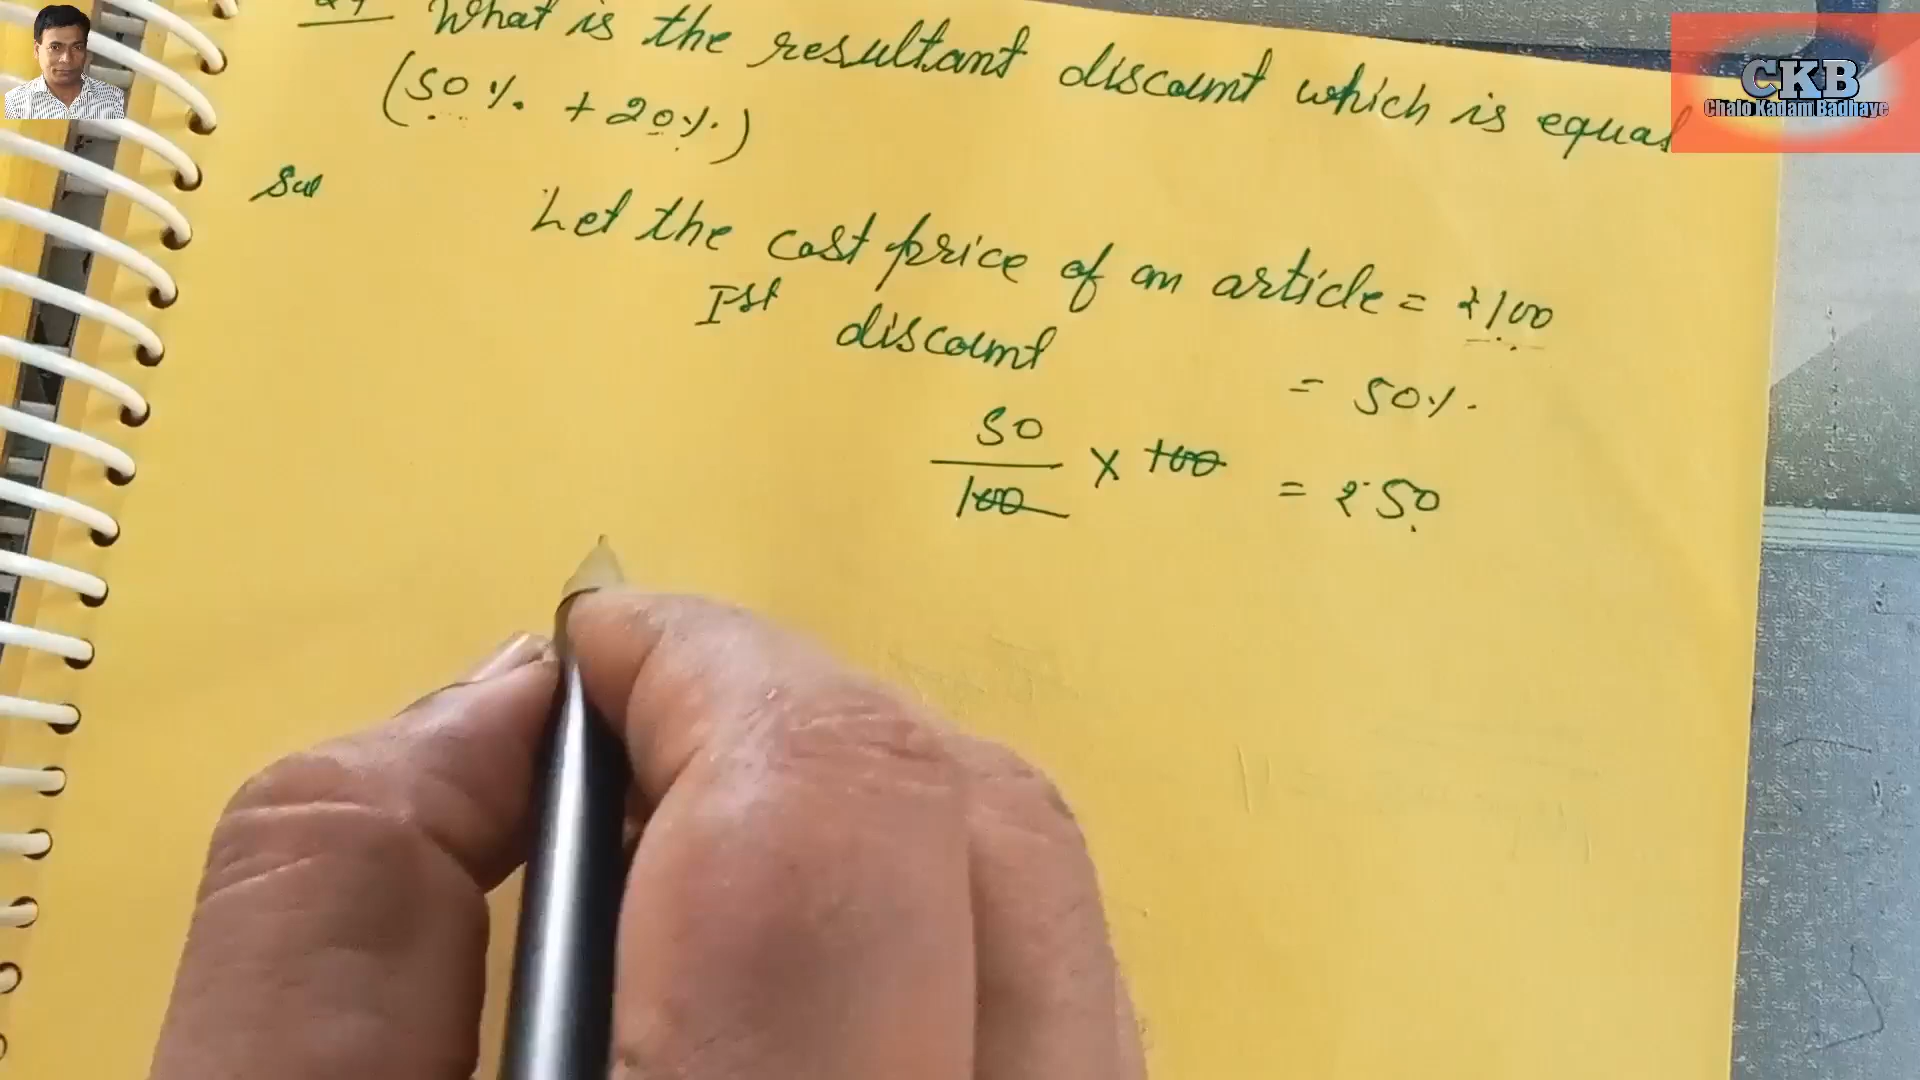 What is the resultant discount which is equal
(50% + 20%)
Sol
Let the cost price of an article = ₹100
Ist discount = 50%
50/100 × 100 = ₹50
CKB
Chalo Kadam Badhaye